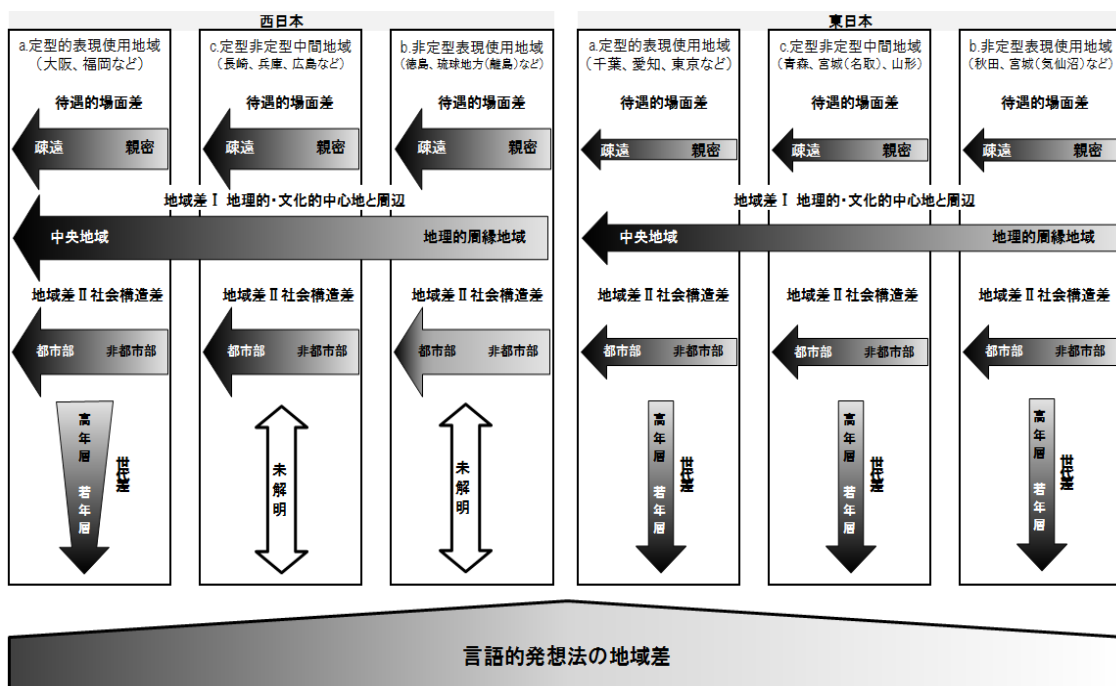 西日本
東日本
a.定型的表現使用地域
(大阪、福岡など)
c.定型非定型中間地域
(長崎、兵庫、広島など)
b.非定型表現使用地域
(徳島、琉球地方(離島)など)
a.定型的表現使用地域
(千葉、愛知、東京など)
c.定型非定型中間地域
(青森、宮城(名取)、山形)
b.非定型表現使用地域
(秋田、宮城(気仙沼)など)
待遇的場面差
待遇的場面差
待遇的場面差
待遇的場面差
待遇的場面差
待遇的場面差
疎遠 親密
疎遠 親密
疎遠 親密
疎遠 親密
疎遠 親密
疎遠 親密
地域差Ⅰ 地理的・文化的中心地と周辺
地域差Ⅰ 地理的・文化的中心地と周辺
中央地域 地理的周縁地域
中央地域 地理的周縁地域
地域差Ⅱ社会構造差
地域差Ⅱ社会構造差
地域差Ⅱ社会構造差
地域差Ⅱ社会構造差
地域差Ⅱ社会構造差
地域差Ⅱ社会構造差
都市部 非都市部
都市部 非都市部
都市部 非都市部
都市部 非都市部
都市部 非都市部
都市部 非都市部
高年層 若年層
世代差
未解明
未解明
高年層 若年層
世代差
高年層 若年層
世代差
高年層 若年層
世代差
言語的発想法の地域差